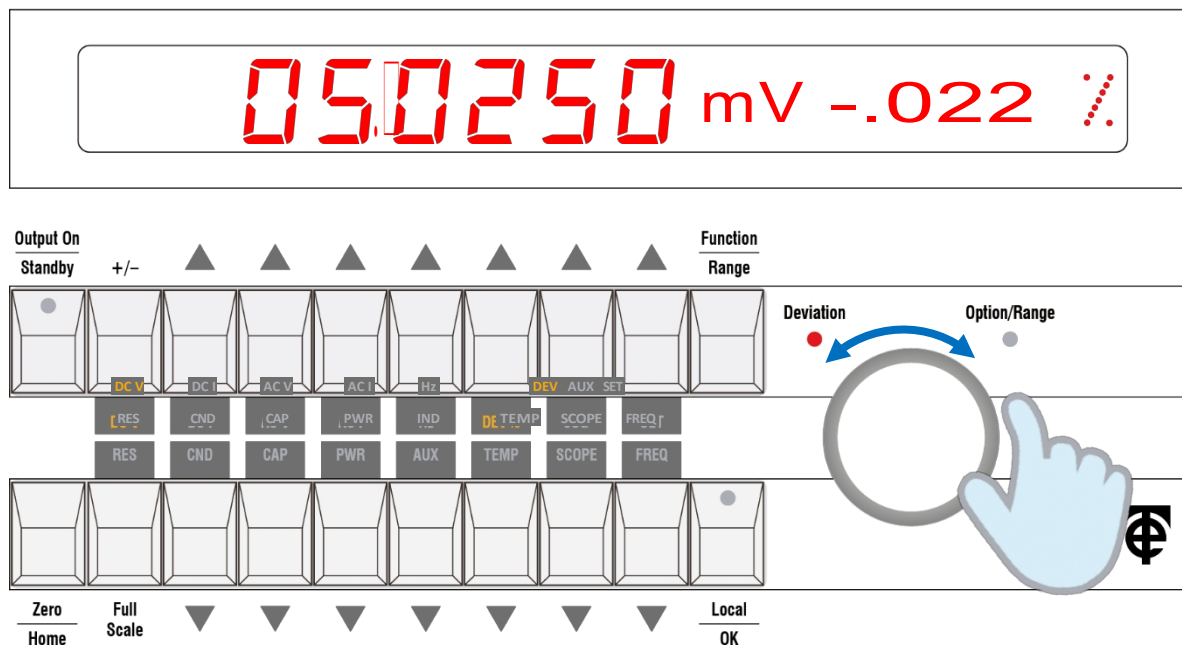 05.0250 mV -.022 %
Output On
Standby
+/–
Function
Range
Deviation
Option/Range
DC V DC I AC V AC I Hz DEV AUX SET
RES CND CAP PWR IND TEMP SCOPE FREQ
RES CND CAP PWR AUX TEMP SCOPE FREQ
Zero
Home
Full
Scale
Local
OK